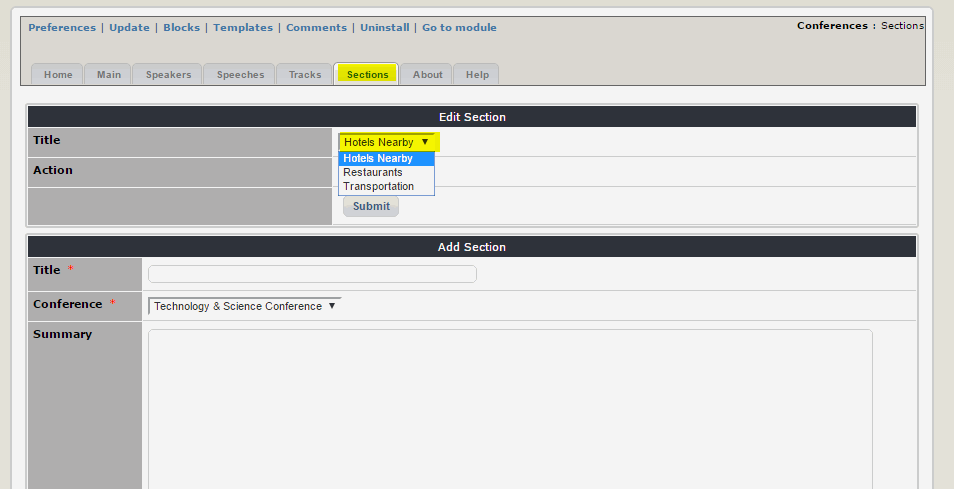 Preferences | Update | Blocks | Templates | Comments | Uninstall | Go to module
Conferences : Sections
Home Main Speakers Speeches Tracks Sections About Help
Edit Section
Title Hotels Nearby ▼
Hotels Nearby
Action Restaurants
Transportation
Submit
Add Section
Title *
Conference * Technology & Science Conference ▼
Summary